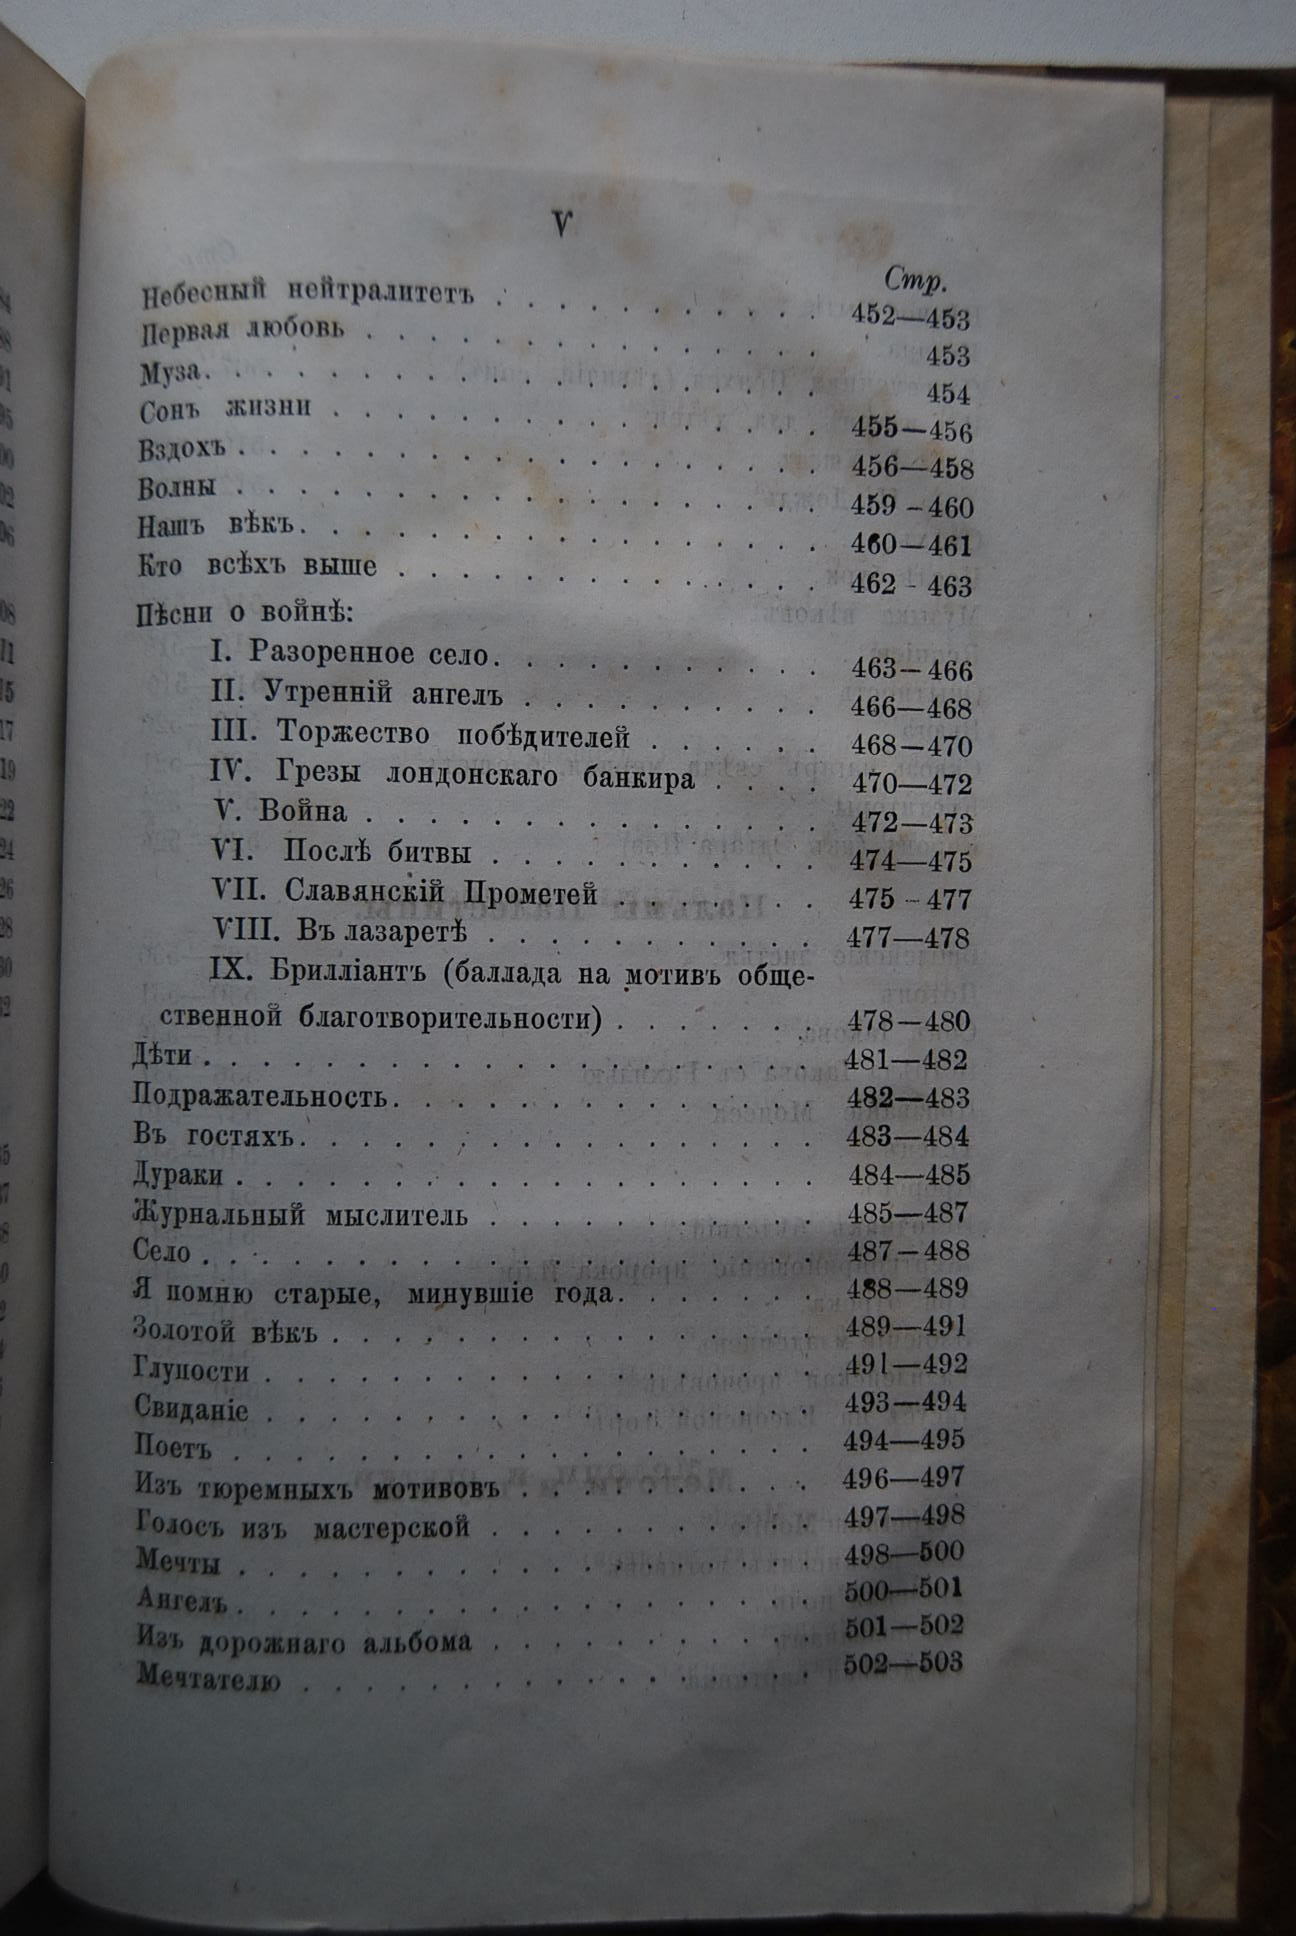 V
Стр.
Небесный нейтралитетъ . . . . . . . . . . . 452—453
Первая любовь . . . . . . . . . . . . . . 453
Муза. . . . . . . . . . . . . . . . . . . 454
Сонъ жизни . . . . . . . . . . . . . . . 455—456
Вздохъ . . . . . . . . . . . . . . . . . . 456—458
Волны . . . . . . . . . . . . . . . . . . 459-460
Нашъ вѣкъ. . . . . . . . . . . . . . . . 460—461
Кто всѣхъ выше . . . . . . . . . . . . . 462-463
Пѣсни о войнѣ:
I. Разоренное село. . . . . . . . . . . 463—466
II. Утренній ангелъ . . . . . . . . . . 466—468
III. Торжество побѣдителей . . . . . . 468—470
IV. Грезы лондонскаго банкира . . . . 470—472
V. Война . . . . . . . . . . . . . . . 472—473
VI. Послѣ битвы . . . . . . . . . . . 474—475
VII. Славянскій Прометей . . . . . . . 475-477
VIII. Въ лазаретѣ . . . . . . . . . . . 477—478
IX. Брилліантъ (баллада на мотивъ обще-
ственной благотворительности) . . . . . . . 478—480
Дѣти . . . . . . . . . . . . . . . . . . . 481—482
Подражательность. . . . . . . . . . . . . . 482—483
Въ гостяхъ. . . . . . . . . . . . . . . . . 483—484
Дураки . . . . . . . . . . . . . . . . . . 484—485
Журнальный мыслитель . . . . . . . . . . . 485—487
Село . . . . . . . . . . . . . . . . . . . 487—488
Я помню старые, минувшіе года. . . . . . . 488—489
Золотой вѣкъ . . . . . . . . . . . . . . . 489—491
Глупости . . . . . . . . . . . . . . . . . 491—492
Свиданіе . . . . . . . . . . . . . . . . . 493—494
Поетъ . . . . . . . . . . . . . . . . . . 494—495
Изъ тюремныхъ мотивовъ . . . . . . . . . . 496—497
Голосъ изъ мастерской . . . . . . . . . . . 497—498
Мечты . . . . . . . . . . . . . . . . . . 498—500
Ангелъ. . . . . . . . . . . . . . . . . . 500—501
Изъ дорожнаго альбома . . . . . . . . . . . 501—502
Мечтателю . . . . . . . . . . . . . . . . 502—503